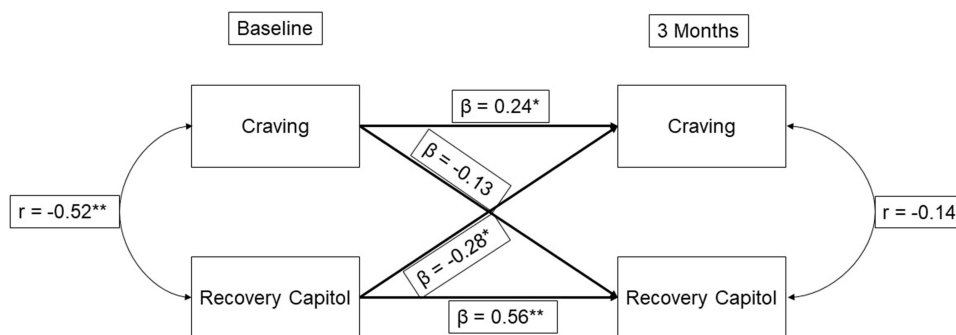 Baseline
3 Months
β = 0.24*
Craving
Craving
β = -0.13
r = -0.52**
r = -0.14
β = -0.28*
Recovery Capitol
Recovery Capitol
β = 0.56**